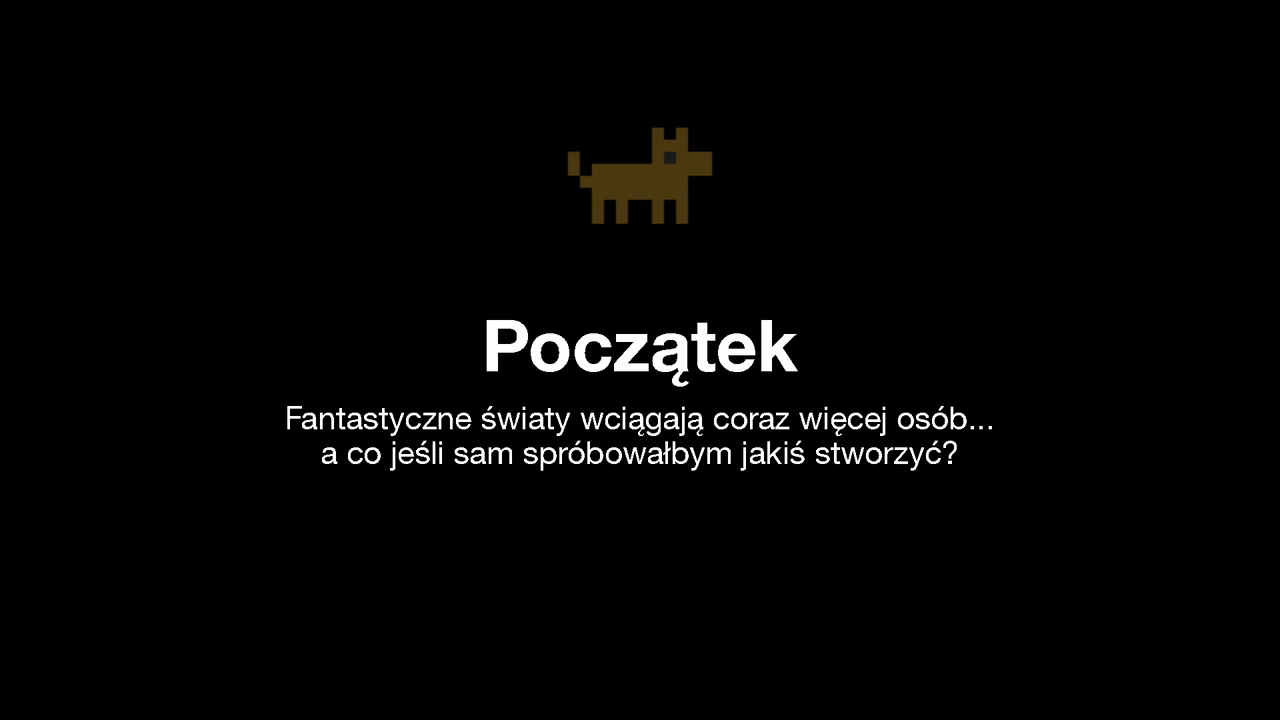 Początek
Fantastyczne światy wciągają coraz więcej osób...
a co jeśli sam spróbowałbym jakiś stworzyć?